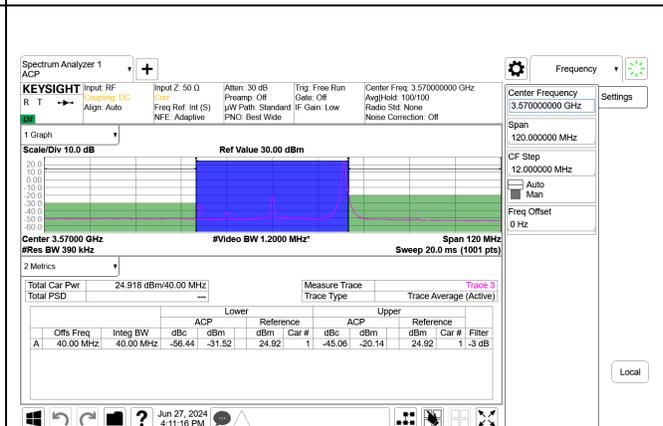 Spectrum Analyzer 1
ACP
+
Frequency
KEYSIGHT
R T
LXI
Input: RF
Coupling: DC
Align: Auto
Input Z: 50 Ω
Corr
Freq Ref: Int (S)
NFE: Adaptive
Atten: 30 dB
Preamp: Off
µW Path: Standard
PNO: Best Wide
Trig: Free Run
Gate: Off
IF Gain: Low
Center Freq: 3.570000000 GHz
Avg|Hold: 100/100
Radio Std: None
Noise Correction: Off
Center Frequency
3.570000000 GHz
Settings
Span
120.000000 MHz
CF Step
12.000000 MHz
Auto
Man
Freq Offset
0 Hz
Local
1 Graph
Scale/Div 10.0 dB
Ref Value 30.00 dBm
20.0
10.0
0.00
-10.0
-20.0
-30.0
-40.0
-50.0
-60.0
Center 3.57000 GHz
#Video BW 1.2000 MHz*
Span 120 MHz
#Res BW 390 kHz
Sweep 20.0 ms (1001 pts)
2 Metrics
Total Car Pwr 24.918 dBm/40.00 MHz
Total PSD ---
Measure Trace Trace 3
Trace Type Trace Average (Active)
Lower Upper
ACP Reference ACP Reference
Offs Freq Integ BW dBc dBm dBm Car # dBc dBm dBm Car # Filter
A 40.00 MHz 40.00 MHz -56.44 -31.52 24.92 1 -45.06 -20.14 24.92 1 -3 dB
?
Jun 27, 2024
4:11:16 PM